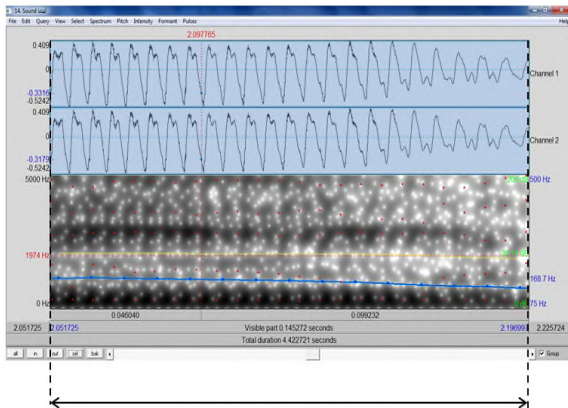 14. Sound
File Edit Query View Select Spectrum Pitch Intensity Formant Pulses Help
2.097765
0.409
0
-0.3316
-0.5242
Channel 1
0.409
0
-0.3179
-0.5242
Channel 2
5000 Hz
500 Hz
1974 Hz
168.7 Hz
0 Hz
75 Hz
0.046040 0.099232
2.051725 2.051725 Visible part 0.145272 seconds 2.196997 2.225724
Total duration 4.422721 seconds
all in out sel bak Group